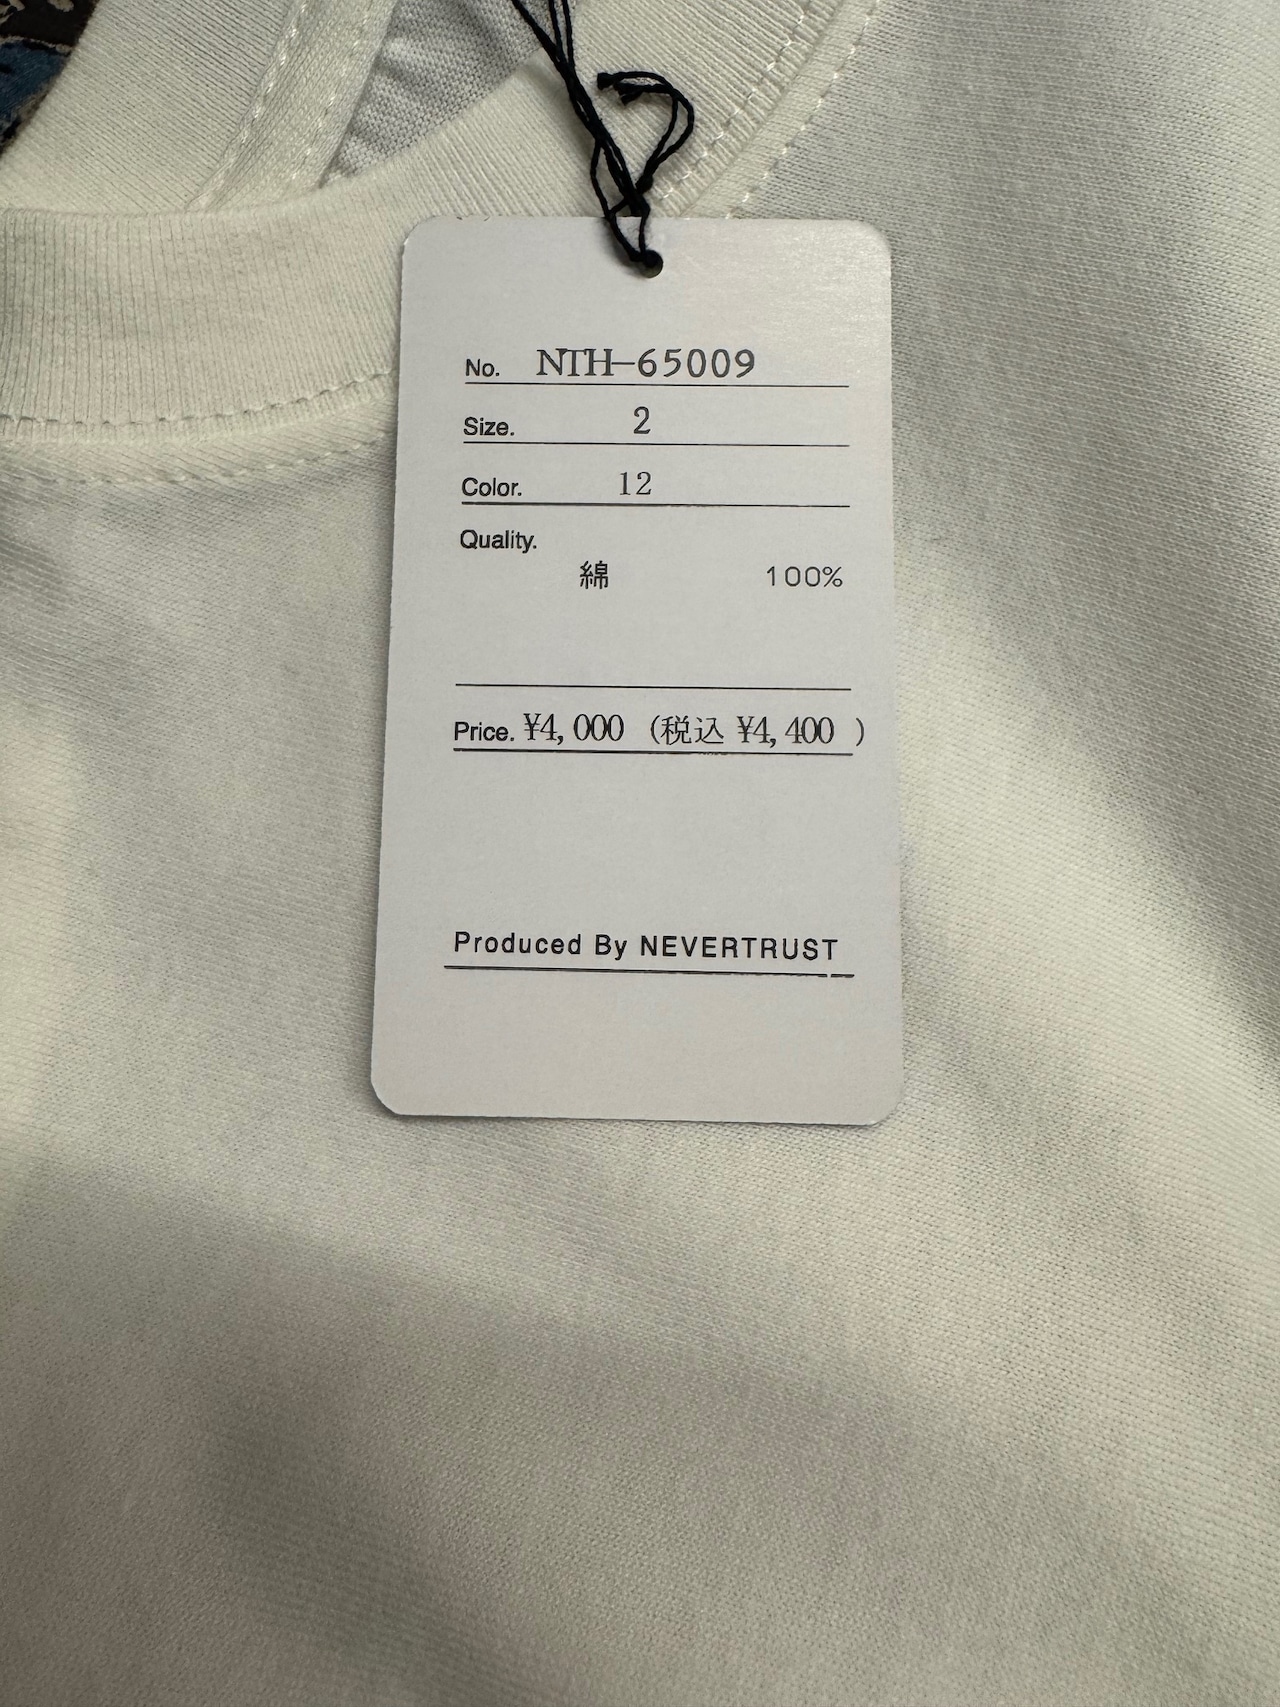 No. NTH-65009
Size. 2
Color. 12
Quality.
綿 100%
Price. ¥4,000 (税込 ¥4,400 )
Produced By NEVERTRUST